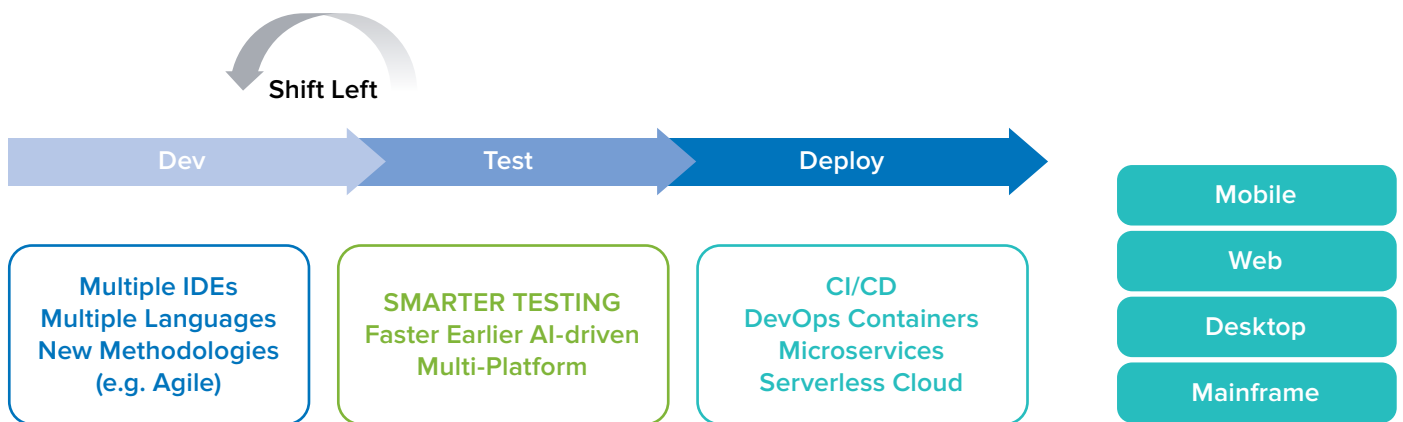 Shift Left
Dev
Test
Deploy
Multiple IDEs
Multiple Languages
New Methodologies
(e.g. Agile)
SMARTER TESTING
Faster Earlier AI-driven
Multi-Platform
CI/CD
DevOps Containers
Microservices
Serverless Cloud
Mobile
Web
Desktop
Mainframe